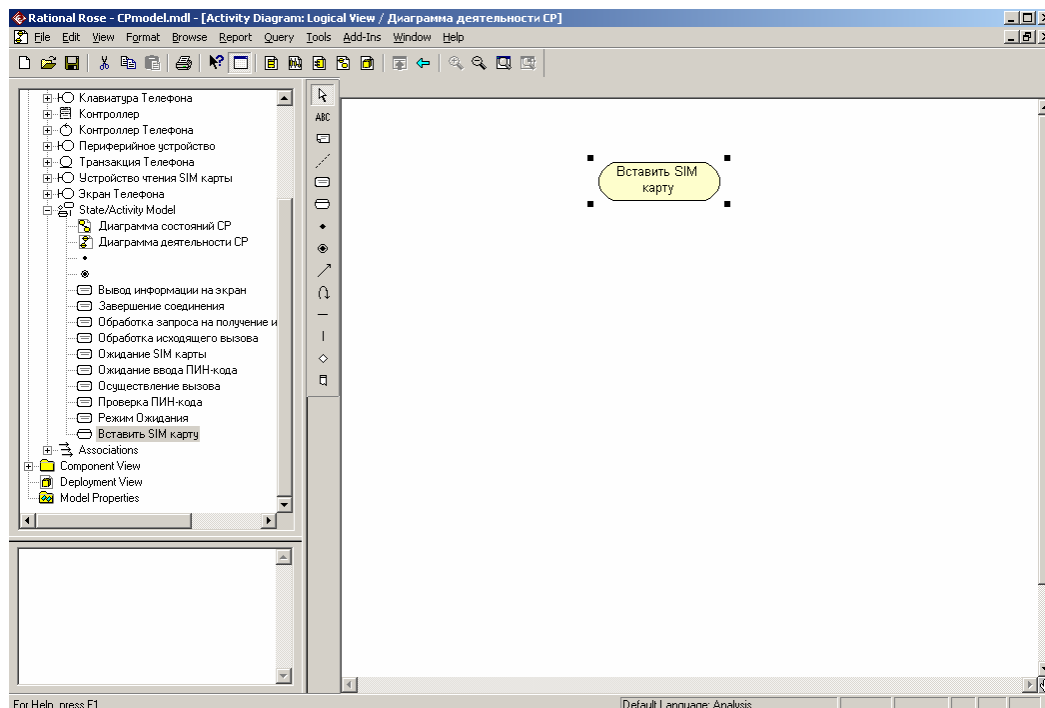 Rational Rose - CPmodel.mdl - [Activity Diagram: Logical View / Диаграмма деятельности CP]
File Edit View Format Browse Report Query Tools Add-Ins Window Help
ABC
Клавиатура Телефона
Контроллер
Контроллер Телефона
Периферийное устройство
Транзакция Телефона
Устройство чтения SIM карты
Экран Телефона
State/Activity Model
Диаграмма состояний CP
Диаграмма деятельности CP
Вывод информации на экран
Завершение соединения
Обработка запроса на получение и
Обработка исходящего вызова
Ожидание SIM карты
Ожидание ввода ПИН-кода
Осуществление вызова
Проверка ПИН-кода
Режим Ожидания
Вставить SIM карту
Associations
Component View
Deployment View
Model Properties
Вставить SIM
карту
For Help, press F1
Default Language: Analysis